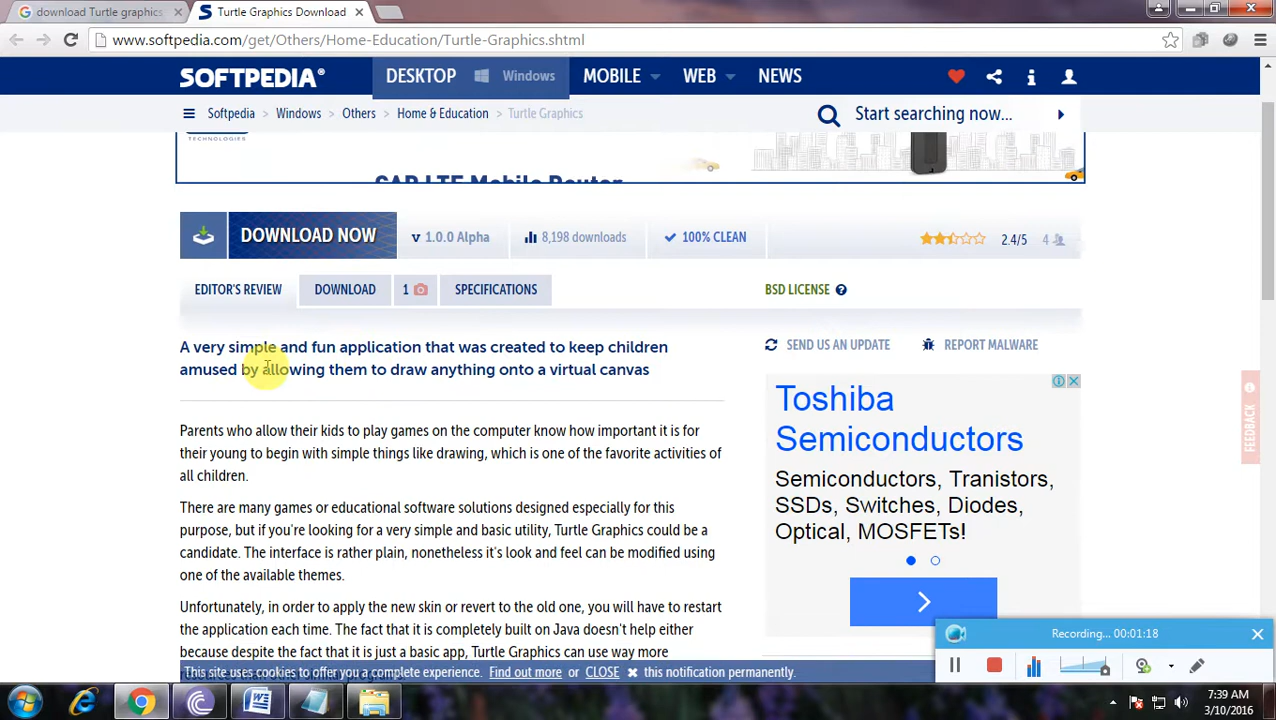 download Turtle graphics
Turtle Graphics Download
www.softpedia.com/get/Others/Home-Education/Turtle-Graphics.shtml
SOFTPEDIA®
DESKTOP
Windows
MOBILE
WEB
NEWS
Softpedia > Windows > Others > Home & Education > Turtle Graphics
Start searching now...
TECHNOLOGIES
SAP LTE Mobile Router
DOWNLOAD NOW
v 1.0.0 Alpha
8,198 downloads
100% CLEAN
2.4/5
4
EDITOR'S REVIEW
DOWNLOAD
1
SPECIFICATIONS
BSD LICENSE
A very simple and fun application that was created to keep children
amused by allowing them to draw anything onto a virtual canvas
SEND US AN UPDATE
REPORT MALWARE
Parents who allow their kids to play games on the computer know how important it is for
their young to begin with simple things like drawing, which is one of the favorite activities of
all children.
There are many games or educational software solutions designed especially for this
purpose, but if you're looking for a very simple and basic utility, Turtle Graphics could be a
candidate. The interface is rather plain, nonetheless it's look and feel can be modified using
one of the available themes.
Unfortunately, in order to apply the new skin or revert to the old one, you will have to restart
the application each time. The fact that it is completely built on Java doesn't help either
because despite the fact that it is just a basic app, Turtle Graphics can use way more
Toshiba
Semiconductors
Semiconductors, Tranistors,
SSDs, Switches, Diodes,
Optical, MOSFETs!
FEEDBACK
This site uses cookies to offer you a complete experience. Find out more or CLOSE ✖ this notification permanently.
Recording... 00:01:18
7:39 AM
3/10/2016